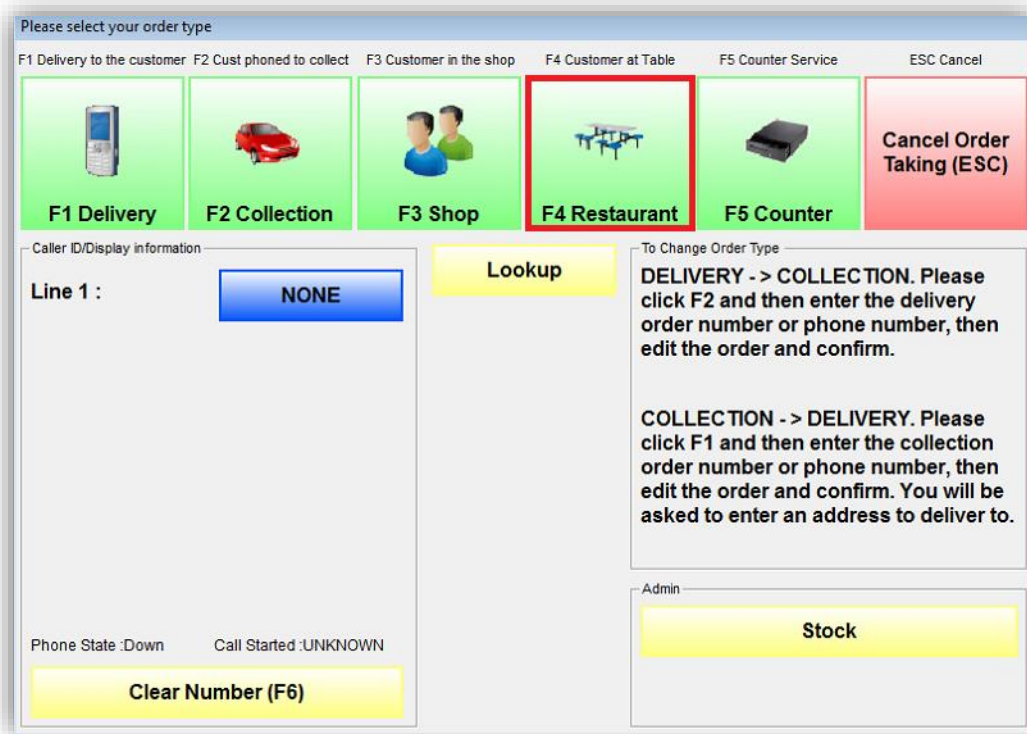 Please select your order type
F1 Delivery to the customer F2 Cust phoned to collect F3 Customer in the shop F4 Customer at Table F5 Counter Service ESC Cancel
F1 Delivery
F2 Collection
F3 Shop
F4 Restaurant
F5 Counter
Cancel Order
Taking (ESC)
Caller ID/Display information
Line 1 :
NONE
Phone State :Down
Call Started :UNKNOWN
Clear Number (F6)
Lookup
To Change Order Type
DELIVERY - > COLLECTION. Please
click F2 and then enter the delivery
order number or phone number, then
edit the order and confirm.
COLLECTION - > DELIVERY. Please
click F1 and then enter the collection
order number or phone number, then
edit the order and confirm. You will be
asked to enter an address to deliver to.
Admin
Stock